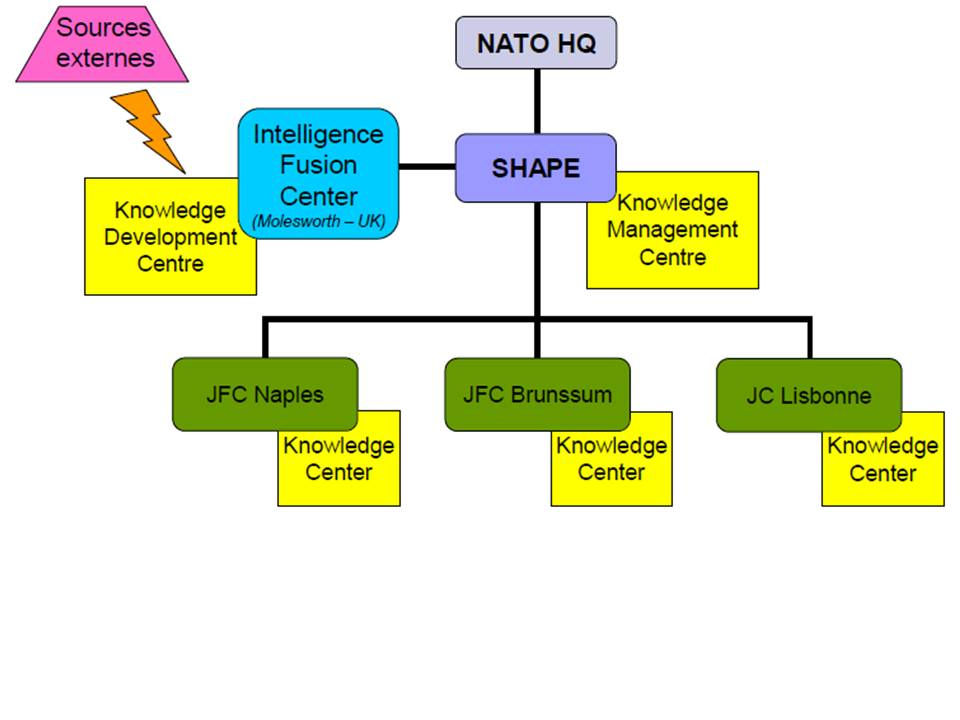 Sources
externes
NATO HQ
Intelligence
Fusion
Center
(Molesworth – UK)
SHAPE
Knowledge
Development
Centre
Knowledge
Management
Centre
JFC Naples
JFC Brunssum
JC Lisbonne
Knowledge
Center
Knowledge
Center
Knowledge
Center